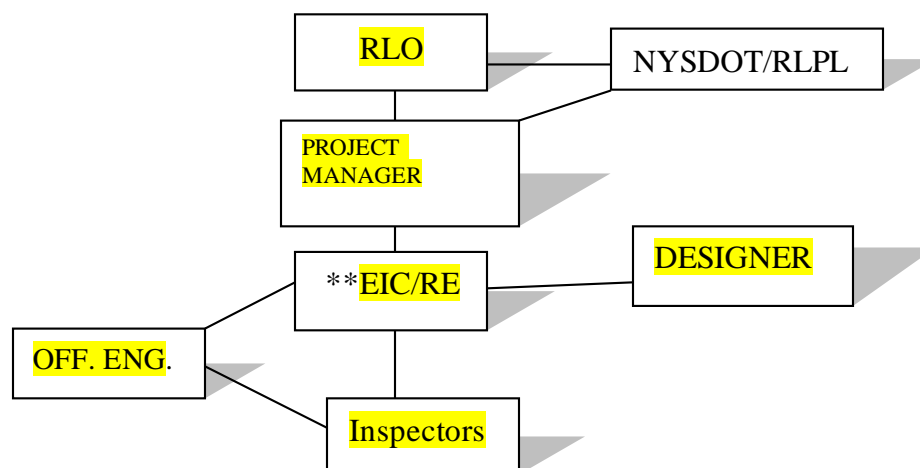 RLO
NYSDOT/RLPL
PROJECT
MANAGER
**EIC/RE
DESIGNER
OFF. ENG.
Inspectors